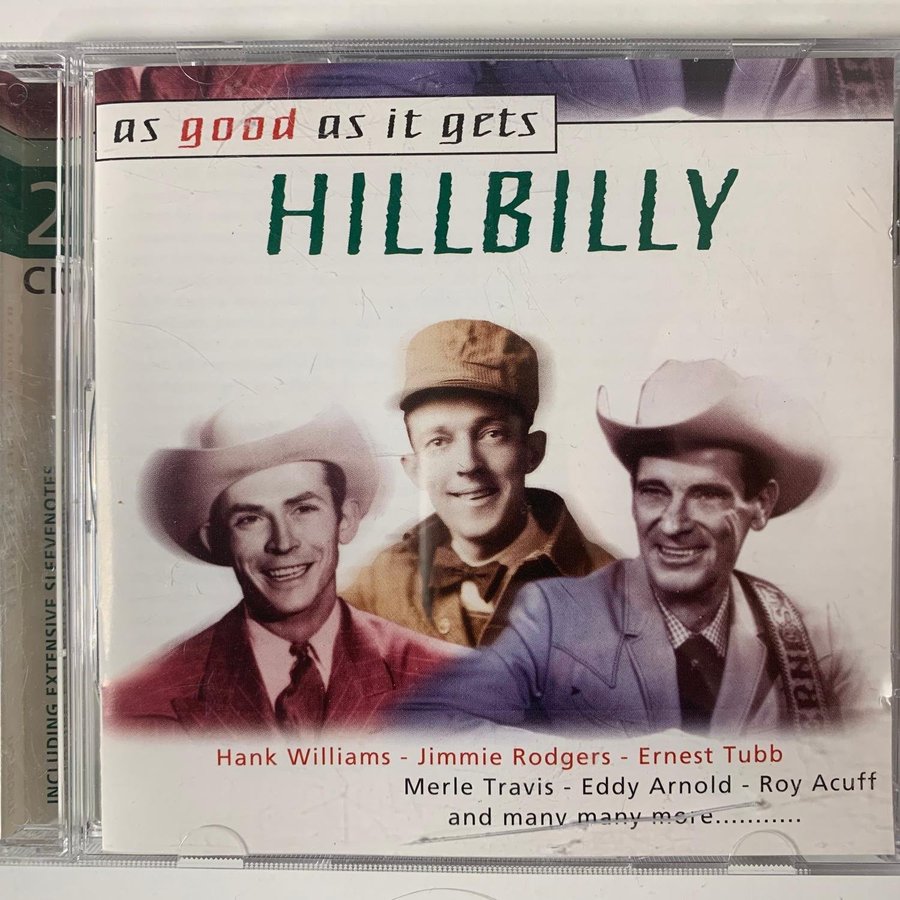 as good as it gets
HILLBILLY
2
CD
INCLUDING EXTENSIVE SLEEVENOTES
Hank Williams - Jimmie Rodgers - Ernest Tubb
Merle Travis - Eddy Arnold - Roy Acuff
and many many more...........